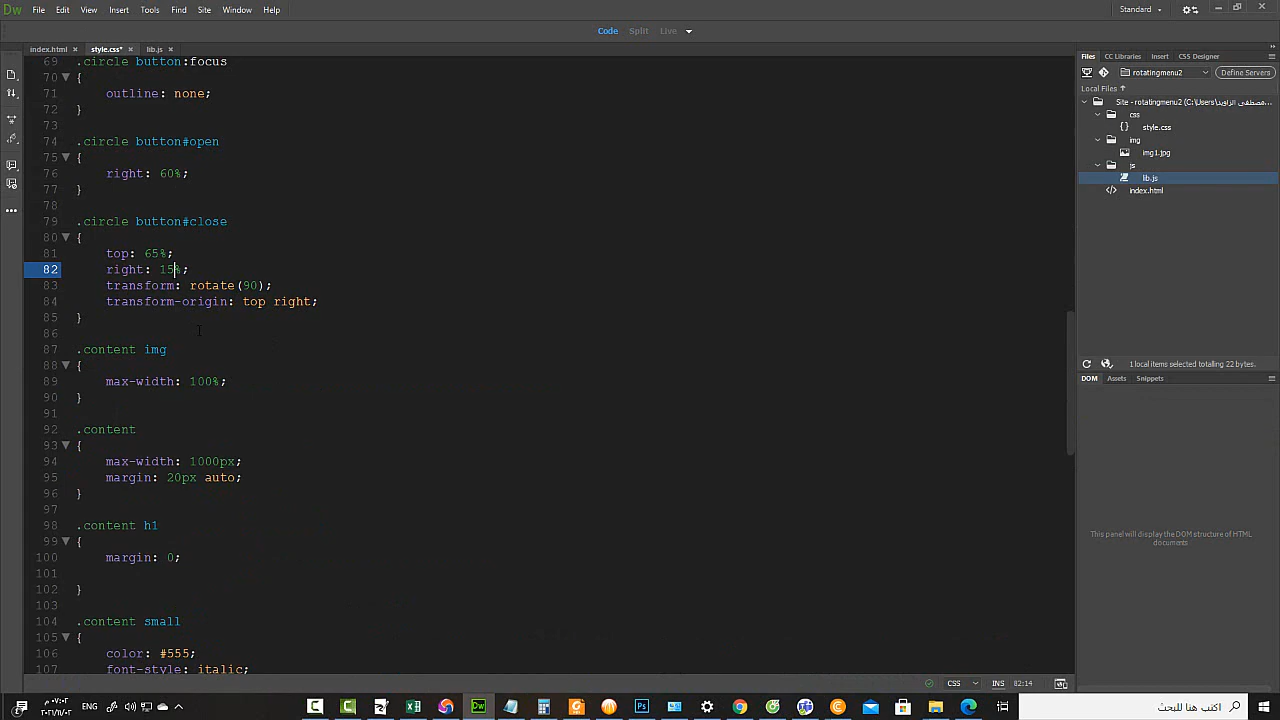 Dw File Edit View Insert Tools Find Site Window Help Standard
Code Split Live
index.html style.css* lib.js
69 .circle button:focus
70 {
71 outline: none;
72 }
73
74 .circle button#open
75 {
76 right: 60%;
77 }
78
79 .circle button#close
80 {
81 top: 65%;
82 right: 15%;
83 transform: rotate(90);
84 transform-origin: top right;
85 }
86
87 .content img
88 {
89 max-width: 100%;
90 }
91
92 .content
93 {
94 max-width: 1000px;
95 margin: 20px auto;
96 }
97
98 .content h1
99 {
100 margin: 0;
101
102 }
103
104 .content small
105 {
106 color: #555;
107 font-style: italic;
Files CC Libraries Insert CSS Designer
rotatingmenu2 Define Servers
Local Files
Site - rotatingmenu2 (C:\Users\مصطفى الزاويد...
css
{} style.css
img
img1.jpg
js
lib.js
</> index.html
1 local items selected totalling 22 bytes.
DOM Assets Snippets
This panel will display the DOM structure of HTML
documents
CSS INS 82:14
ENG Dw Ps اكتب هنا للبحث